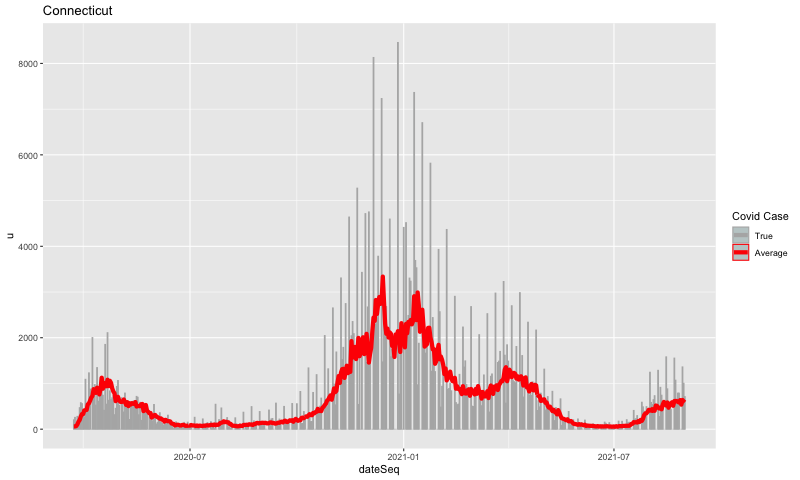 Connecticut
u
8000
6000
4000
2000
0
2020-07
2021-01
2021-07
dateSeq
Covid Case
True
Average